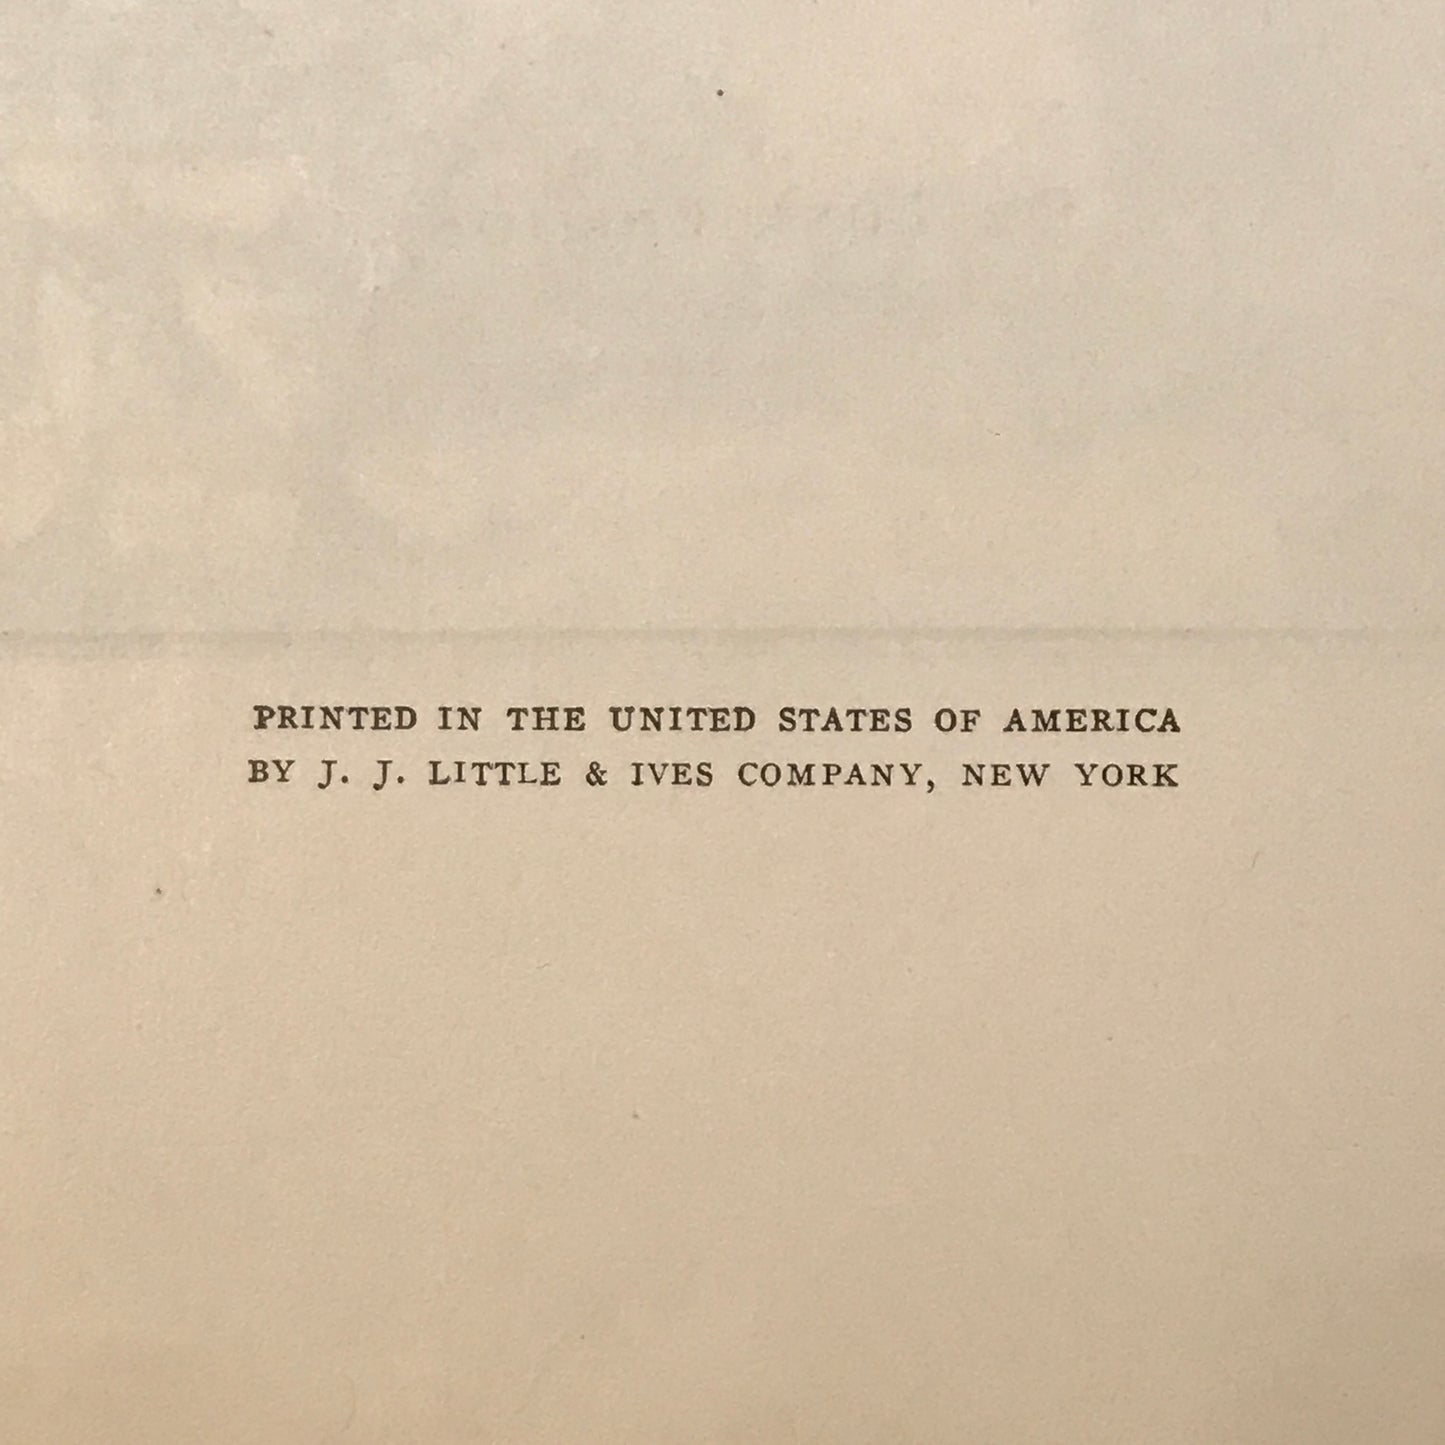 PRINTED IN THE UNITED STATES OF AMERICA
BY J. J. LITTLE & IVES COMPANY, NEW YORK